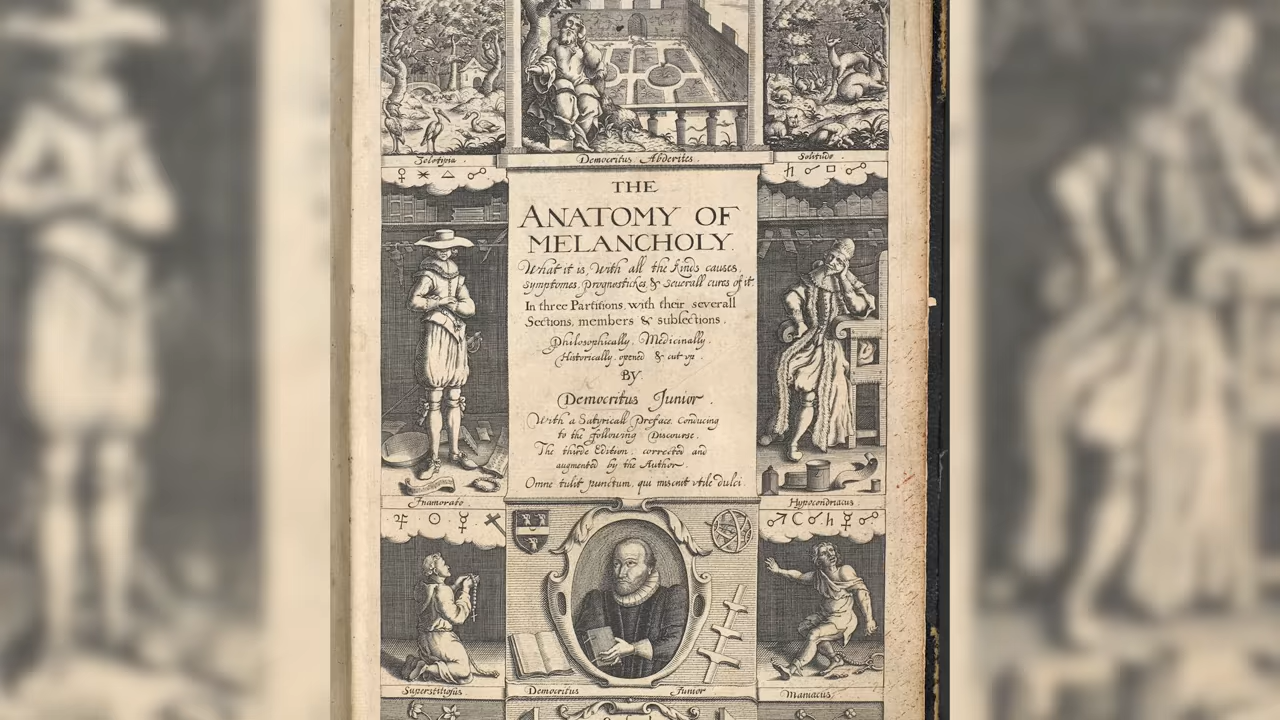 Zelotipia.
Democritus Abderites.
Solitudo.
THE
ANATOMY OF
MELANCHOLY.
What it is, With all the kinds causes,
symptomes, prognostickes & severall cures of it.
In three Partitions, with their severall
Sections, members & subsections,
Philosophically, Medicinally,
Historically, opened & cut up.
BY
Democritus Junior.
With a Satyricall Preface, Conducing
to the following Discourse.
The thirde Edition, corrected and
augmented by the Author.
Omne tulit punctum, qui miscuit utile dulci.
Inamorato
Hypocondriacus
Superstitiosus
Democritus Junior
Maniacus